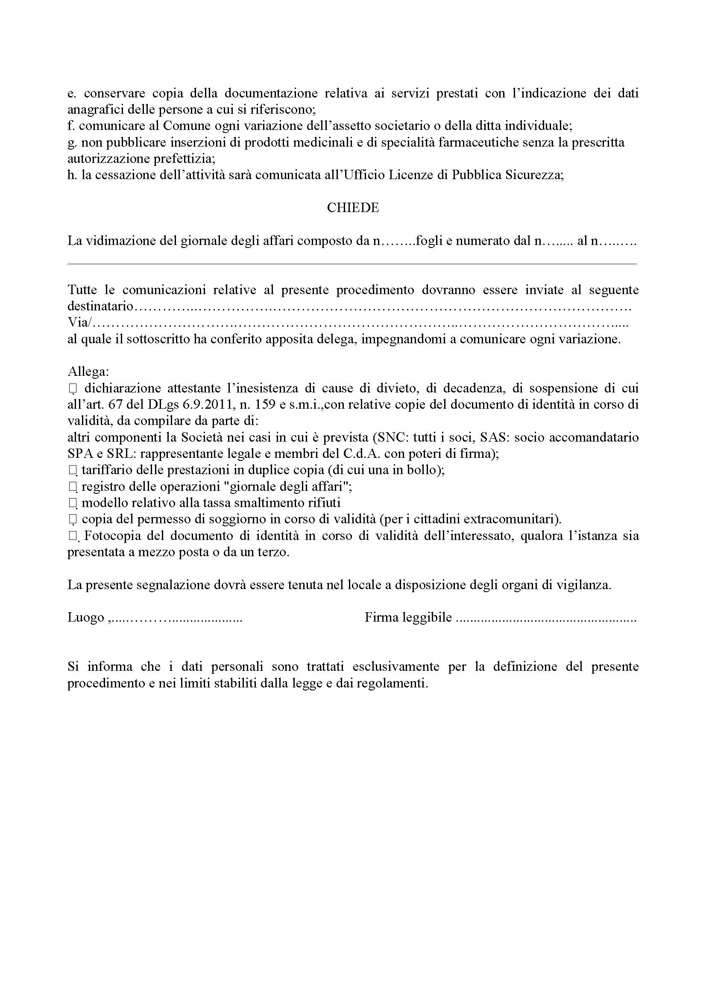 e. conservare copia della documentazione relativa ai servizi prestati con l’indicazione dei dati
anagrafici delle persone a cui si riferiscono;
f. comunicare al Comune ogni variazione dell’assetto societario o della ditta individuale;
g. non pubblicare inserzioni di prodotti medicinali e di specialità farmaceutiche senza la prescritta
autorizzazione prefettizia;
h. la cessazione dell’attività sarà comunicata all’Ufficio Licenze di Pubblica Sicurezza;
CHIEDE
La vidimazione del giornale degli affari composto da n……..fogli e numerato dal n…..... al n…..….
Tutte le comunicazioni relative al presente procedimento dovranno essere inviate al seguente
destinatario…………..……………….…………………………………………………………………….
Via/………………………….…………………………………………..……………………………....
al quale il sottoscritto ha conferito apposita delega, impegnandomi a comunicare ogni variazione.
Allega:
□ dichiarazione attestante l’inesistenza di cause di divieto, di decadenza, di sospensione di cui
all’art. 67 del DLgs 6.9.2011, n. 159 e s.m.i.,con relative copie del documento di identità in corso di
validità, da compilare da parte di:
altri componenti la Società nei casi in cui è prevista (SNC: tutti i soci, SAS: socio accomandatario
SPA e SRL: rappresentante legale e membri del C.d.A. con poteri di firma);
□ tariffario delle prestazioni in duplice copia (di cui una in bollo);
□ registro delle operazioni "giornale degli affari";
□ modello relativo alla tassa smaltimento rifiuti
□ copia del permesso di soggiorno in corso di validità (per i cittadini extracomunitari).
□ Fotocopia del documento di identità in corso di validità dell’interessato, qualora l’istanza sia
presentata a mezzo posta o da un terzo.
La presente segnalazione dovrà essere tenuta nel locale a disposizione degli organi di vigilanza.
Luogo ,.....………..................... Firma leggibile ...................................................
Si informa che i dati personali sono trattati esclusivamente per la definizione del presente
procedimento e nei limiti stabiliti dalla legge e dai regolamenti.